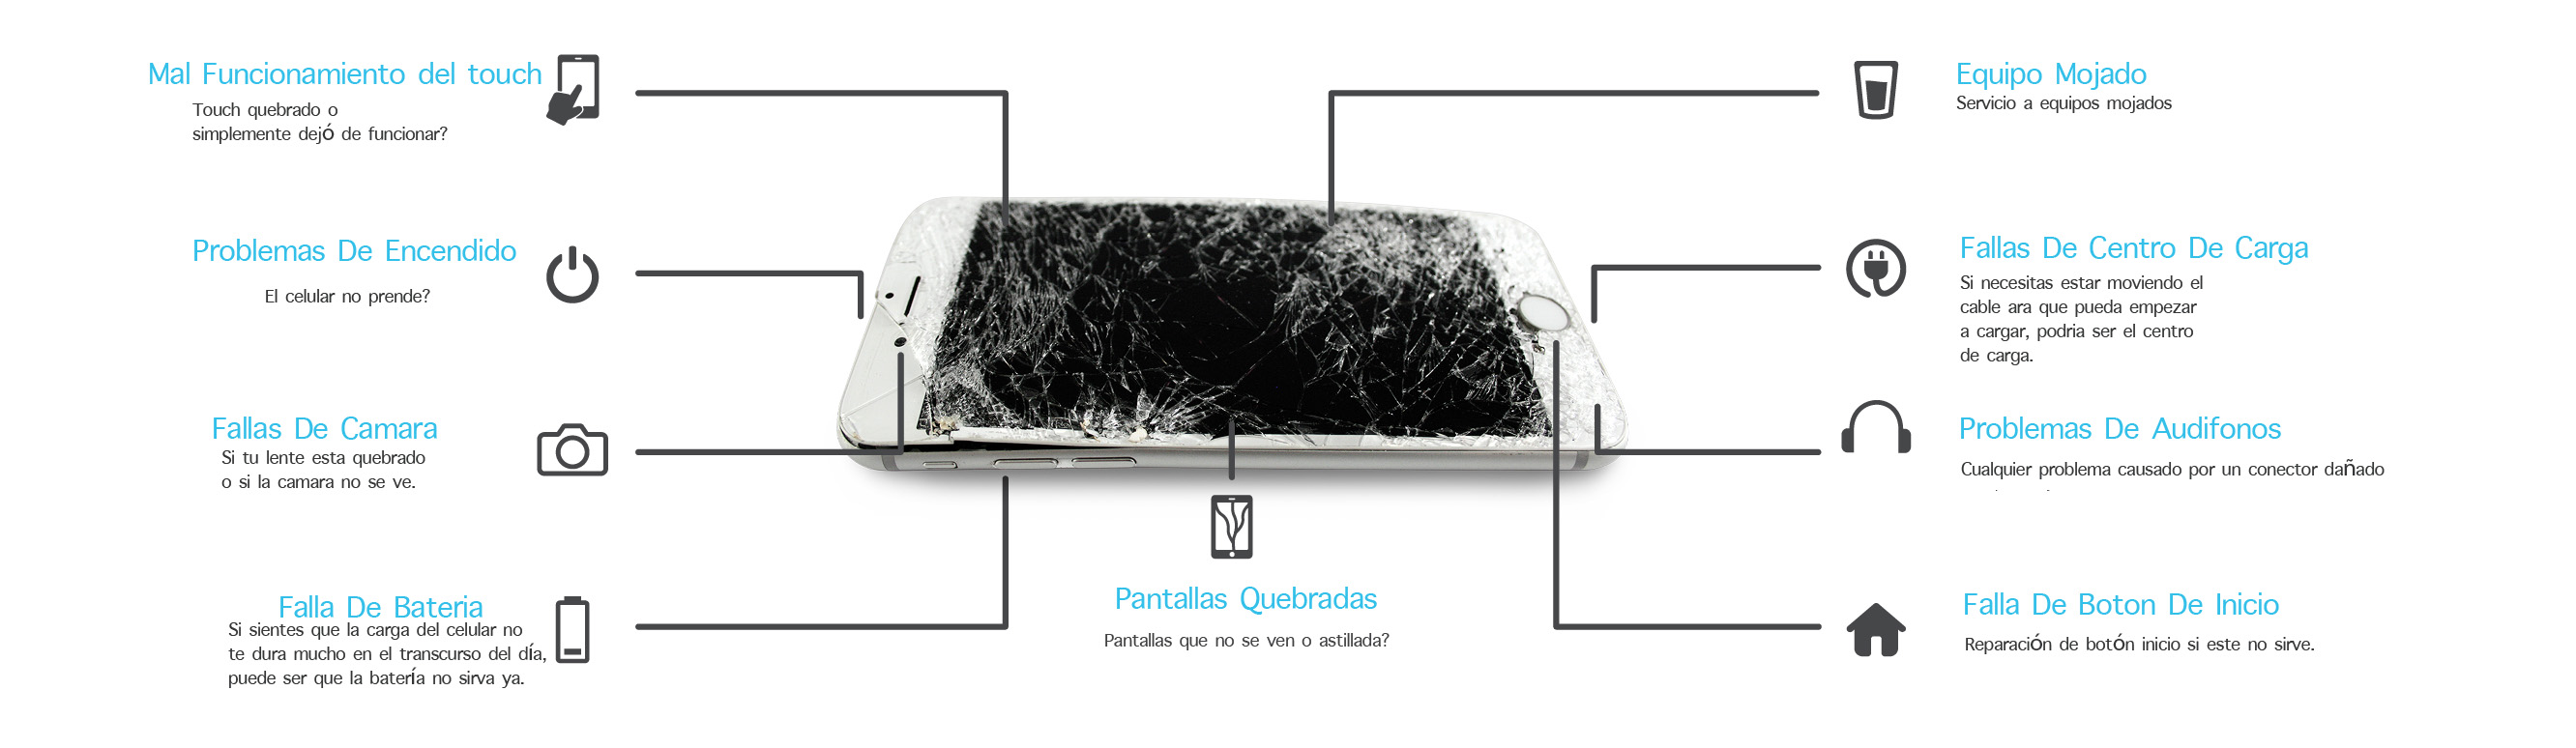 Mal Funcionamiento del touch
Touch quebrado o
simplemente dejó de funcionar?
Problemas De Encendido
El celular no prende?
Fallas De Camara
Si tu lente esta quebrado
o si la camara no se ve.
Falla De Bateria
Si sientes que la carga del celular no
te dura mucho en el transcurso del día,
puede ser que la batería no sirva ya.
Pantallas Quebradas
Pantallas que no se ven o astillada?
Equipo Mojado
Servicio a equipos mojados
Fallas De Centro De Carga
Si necesitas estar moviendo el
cable ara que pueda empezar
a cargar, podria ser el centro
de carga.
Problemas De Audifonos
Cualquier problema causado por un conector dañado
Falla De Boton De Inicio
Reparación de botón inicio si este no sirve.